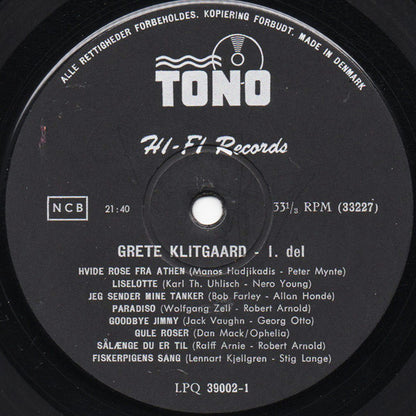 ALLE RETTIGHEDER FORBEHOLDES. KOPIERING FORBUDT. MADE IN DENMARK
TONO
HI-FI Records
NCB 21:40 33⅓ RPM (33227)
GRETE KLITGAARD - I. del
HVIDE ROSE FRA ATHEN (Manos Hadjikadis - Peter Mynte)
LISELOTTE (Karl Th. Uhlisch - Nero Young)
JEG SENDER MINE TANKER (Bob Farley - Allan Hondé)
PARADISO (Wolfgang Zell - Robert Arnold)
GOODBYE JIMMY (Jack Vaughn - Georg Otto)
GULE ROSER (Dan Mack/Ophelia)
SÅLÆNGE DU ER TIL (Ralff Arnie - Robert Arnold)
FISKERPIGENS SANG (Lennart Kjellgren - Stig Lange)
LPQ 39002-1